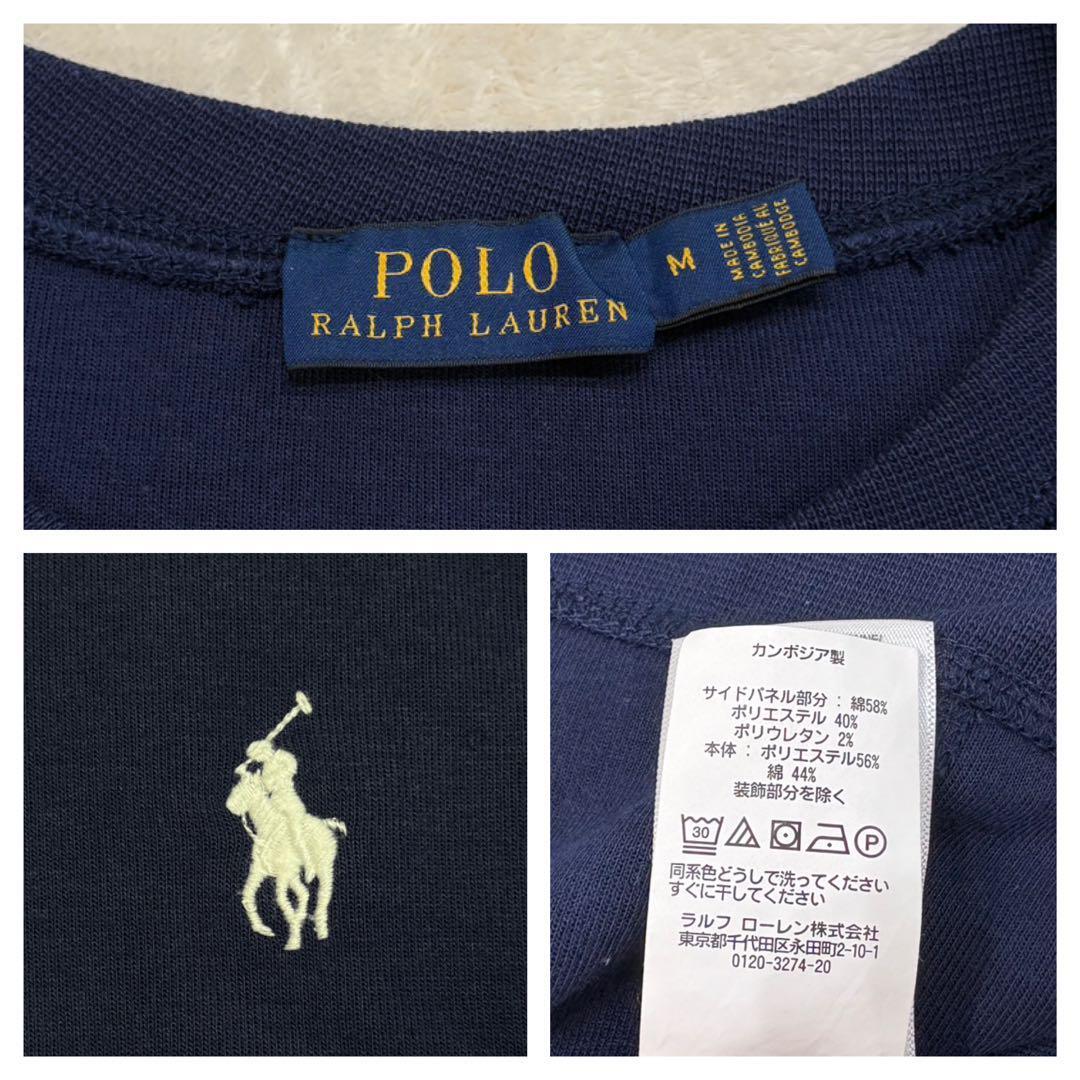 POLO
RALPH LAUREN
M
MADE IN
CAMBODIA
FABRIQUE AU
CAMBODGE
カンボジア製
サイドパネル部分 : 綿58%
ポリエステル 40%
ポリウレタン 2%
本体 : ポリエステル56%
綿 44%
装飾部分を除く
30
P
同系色どうしで洗ってください
すぐに干してください
ラルフ ローレン株式会社
東京都千代田区永田町2-10-1
0120-3274-20